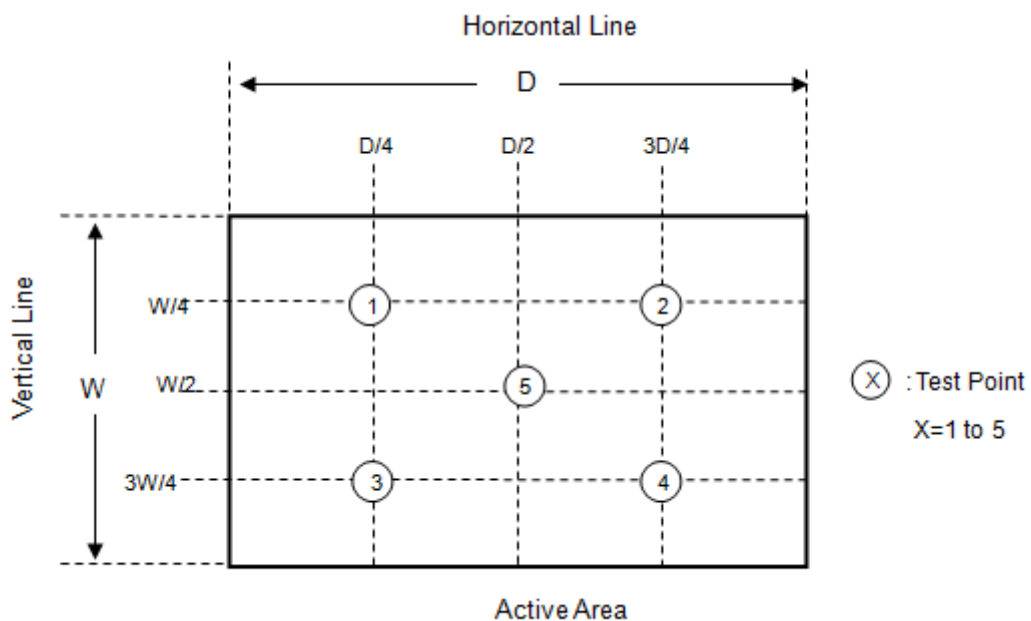 Horizontal Line
D
D/4
D/2
3D/4
Vertical Line
W
W/4
W/2
3W/4
1
2
5
3
4
X : Test Point
X=1 to 5
Active Area